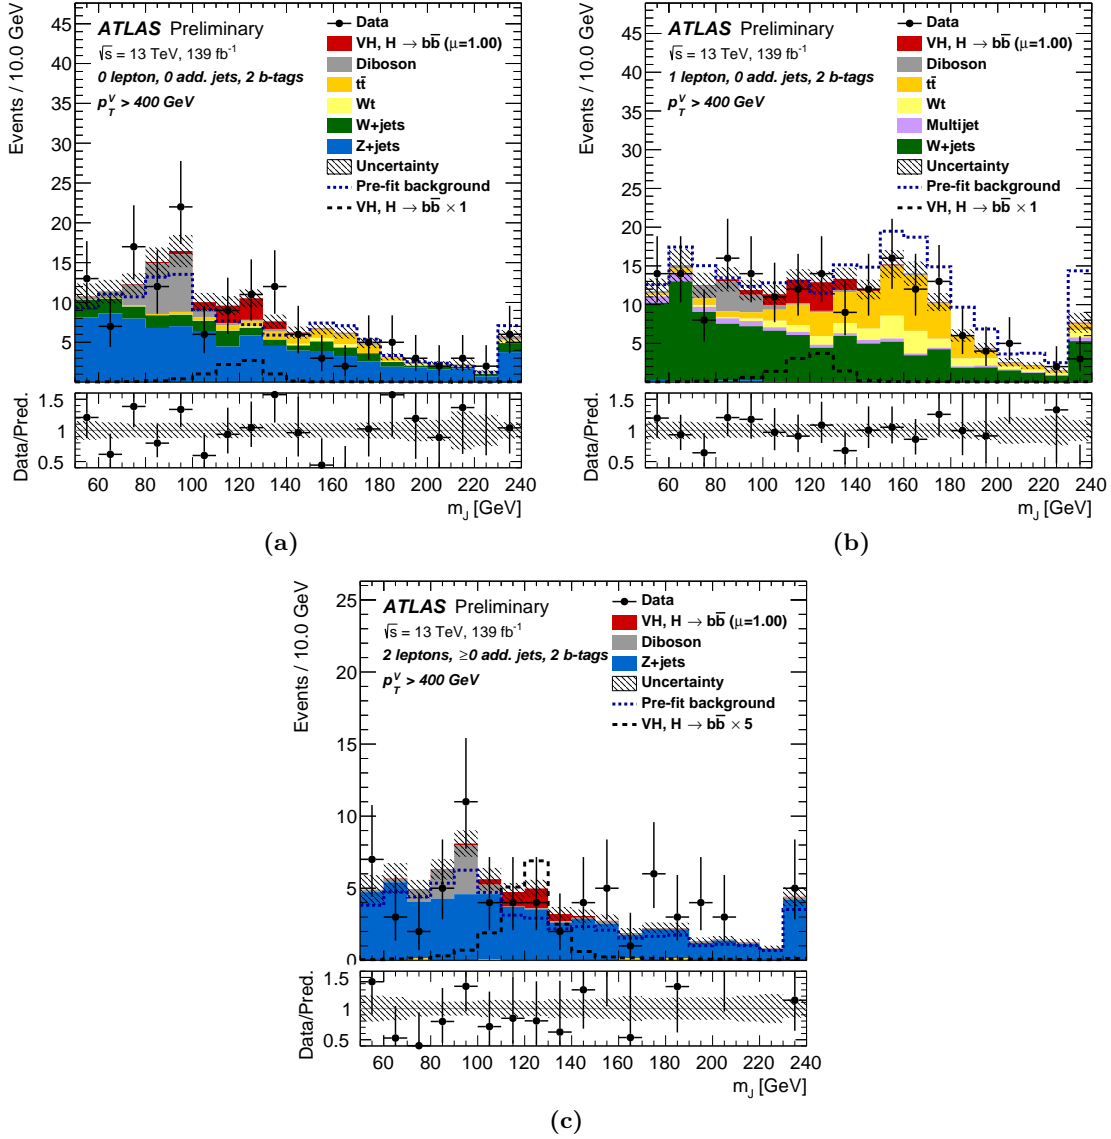 ATLAS Preliminary
√s = 13 TeV, 139 fb⁻¹
0 lepton, 0 add. jets, 2 b-tags
p_T^V > 400 GeV
Data
VH, H → bb̅ (μ=1.00)
Diboson
tt̅
Wt
W+jets
Z+jets
Uncertainty
Pre-fit background
VH, H → bb̅ × 1
Events / 10.0 GeV
45
40
35
30
25
20
15
10
5
Data/Pred.
1.5
1
0.5
60 80 100 120 140 160 180 200 220 240
m_J [GeV]
(a)
ATLAS Preliminary
√s = 13 TeV, 139 fb⁻¹
1 lepton, 0 add. jets, 2 b-tags
p_T^V > 400 GeV
Data
VH, H → bb̅ (μ=1.00)
Diboson
tt̅
Wt
Multijet
W+jets
Uncertainty
Pre-fit background
VH, H → bb̅ × 1
Events / 10.0 GeV
45
40
35
30
25
20
15
10
5
Data/Pred.
1.5
1
0.5
60 80 100 120 140 160 180 200 220 240
m_J [GeV]
(b)
ATLAS Preliminary
√s = 13 TeV, 139 fb⁻¹
2 leptons, ≥0 add. jets, 2 b-tags
p_T^V > 400 GeV
Data
VH, H → bb̅ (μ=1.00)
Diboson
Z+jets
Uncertainty
Pre-fit background
VH, H → bb̅ × 5
Events / 10.0 GeV
25
20
15
10
5
0
Data/Pred.
1.5
1
0.5
60 80 100 120 140 160 180 200 220 240
m_J [GeV]
(c)